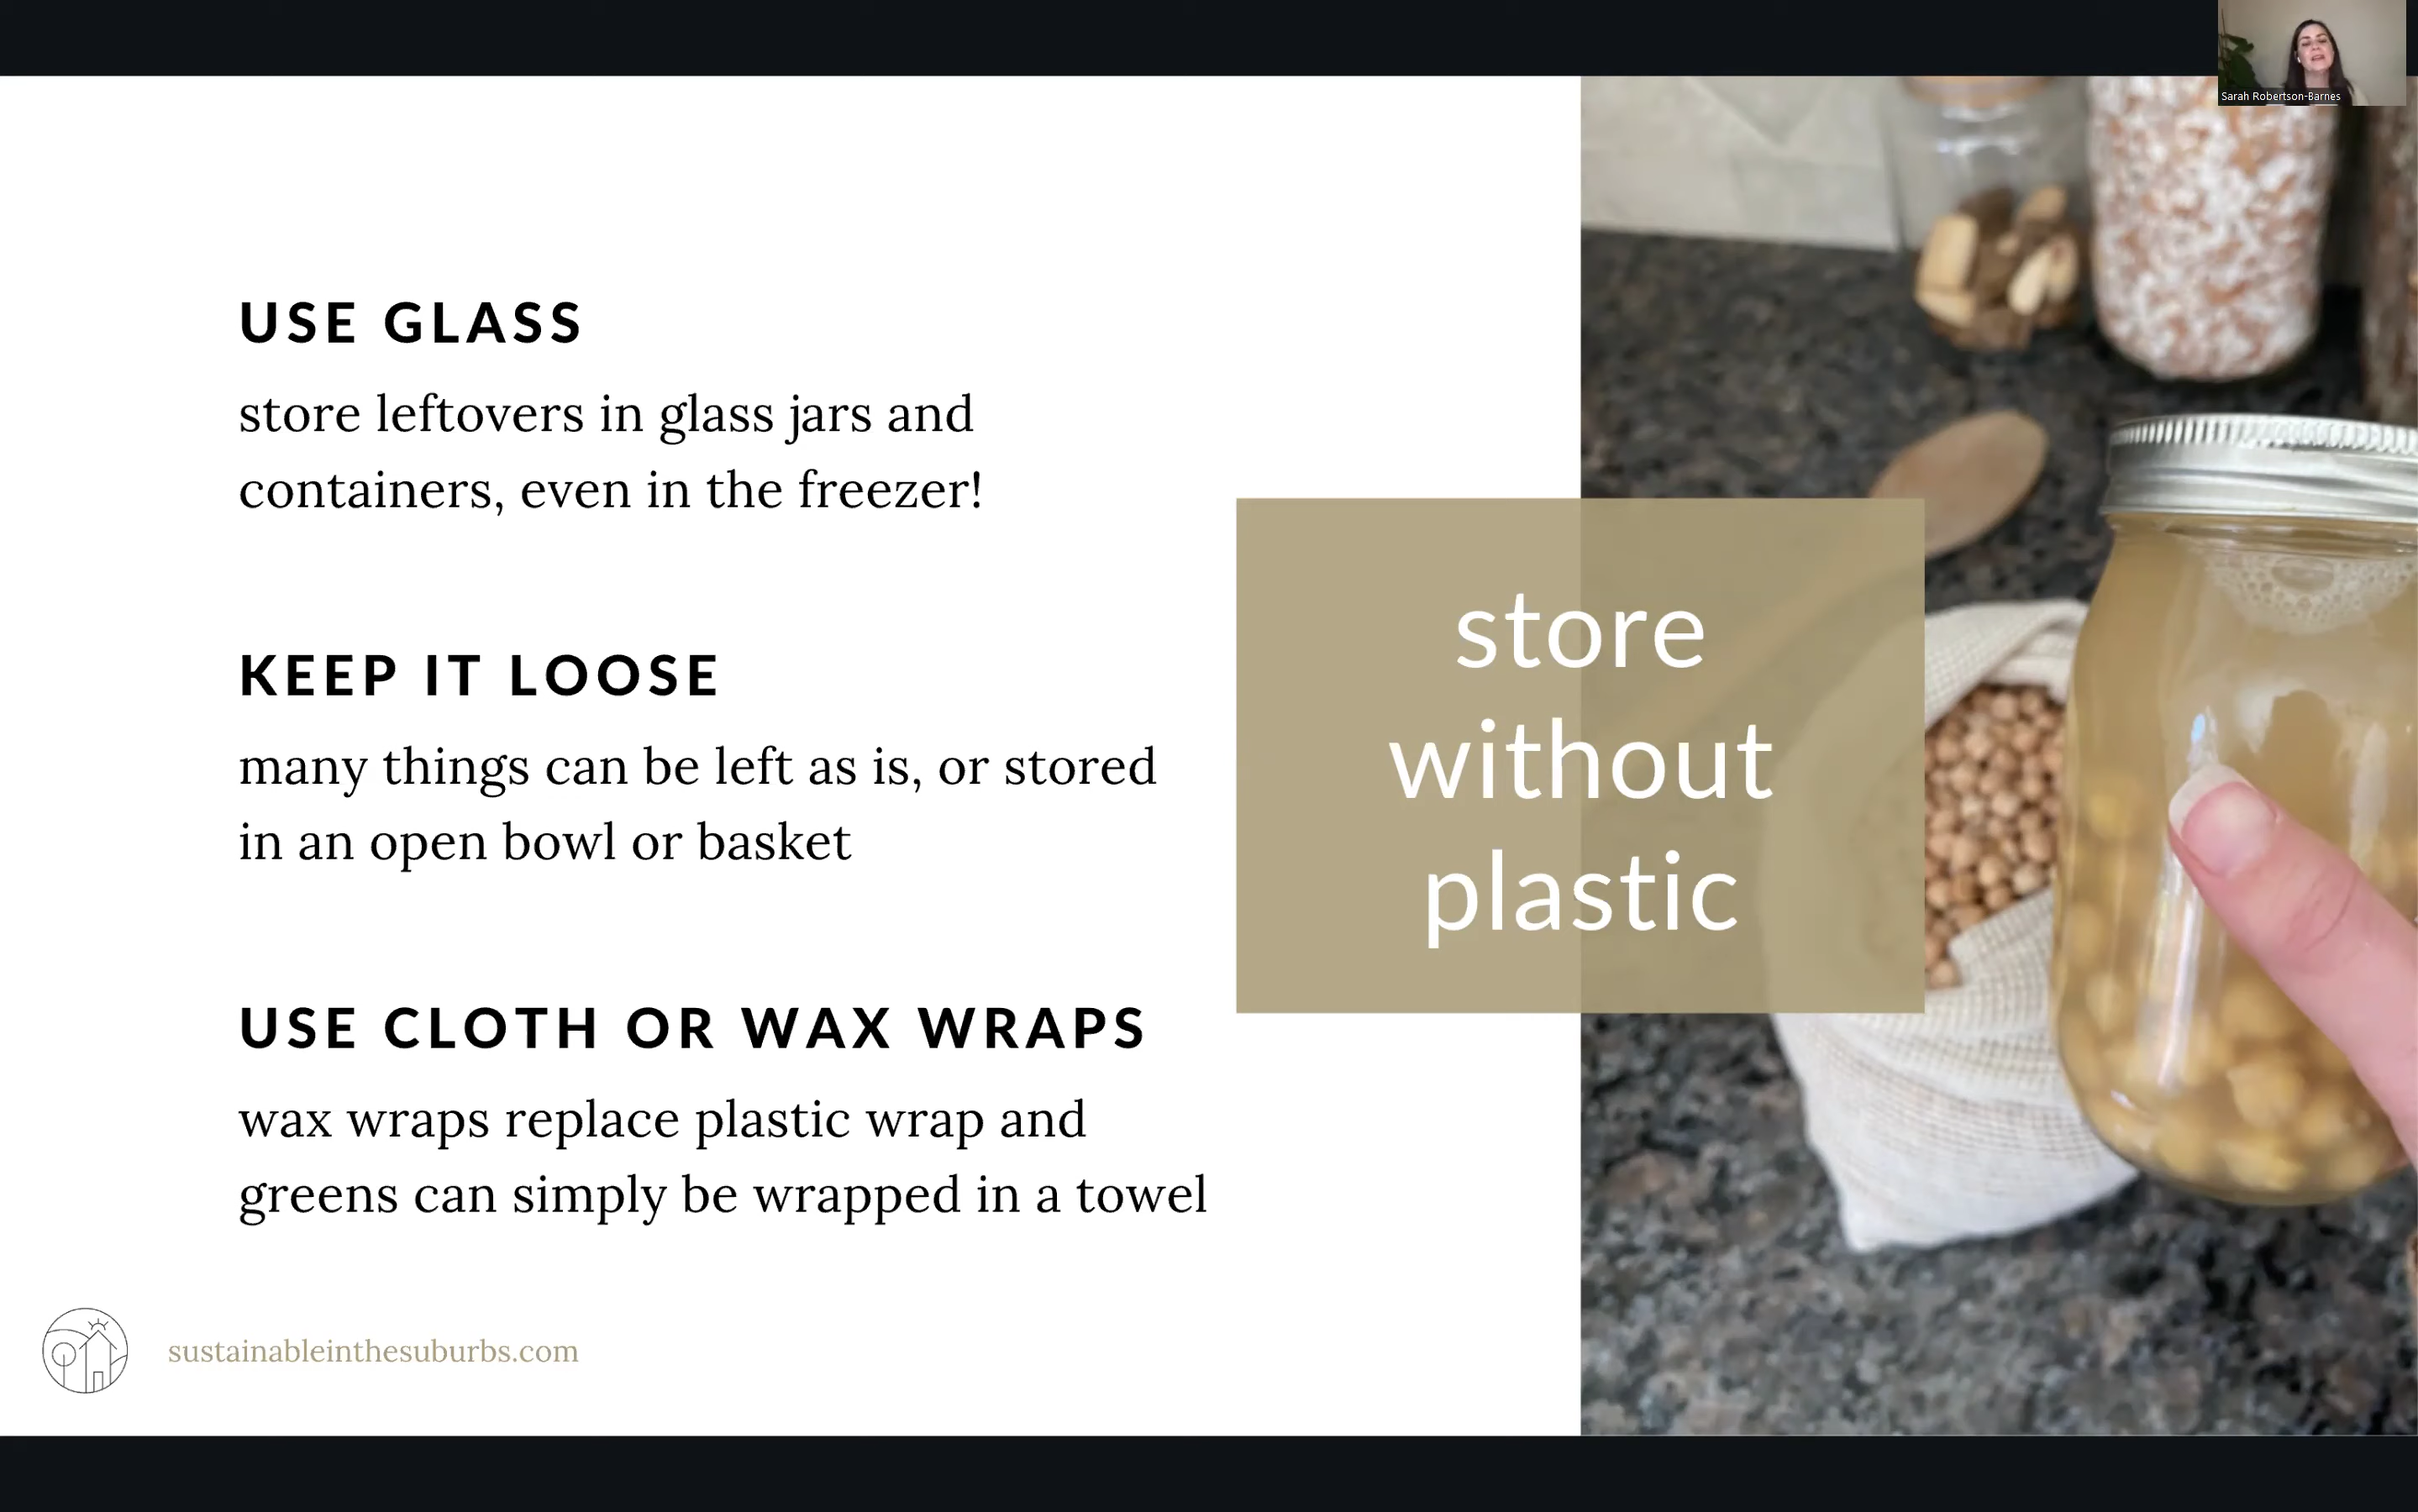 Sarah Robertson-Barnes
USE GLASS
store leftovers in glass jars and
containers, even in the freezer!
KEEP IT LOOSE
many things can be left as is, or stored
in an open bowl or basket
USE CLOTH OR WAX WRAPS
wax wraps replace plastic wrap and
greens can simply be wrapped in a towel
store
without
plastic
sustainableinthesuburbs.com